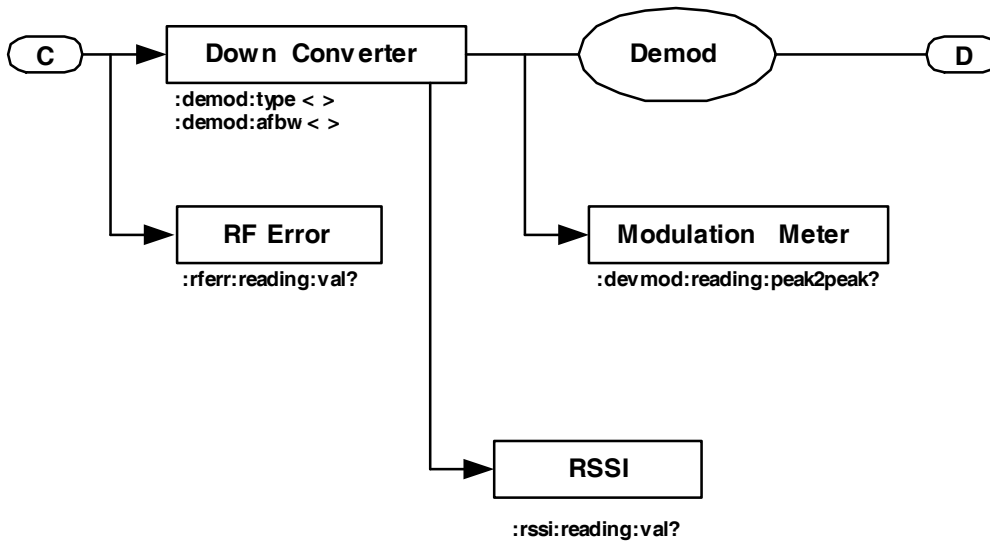 C
Down Converter
Demod
D
:demod:type < >
:demod:afbw < >
RF Error
Modulation Meter
:rferr:reading:val?
:devmod:reading:peak2peak?
RSSI
:rssi:reading:val?